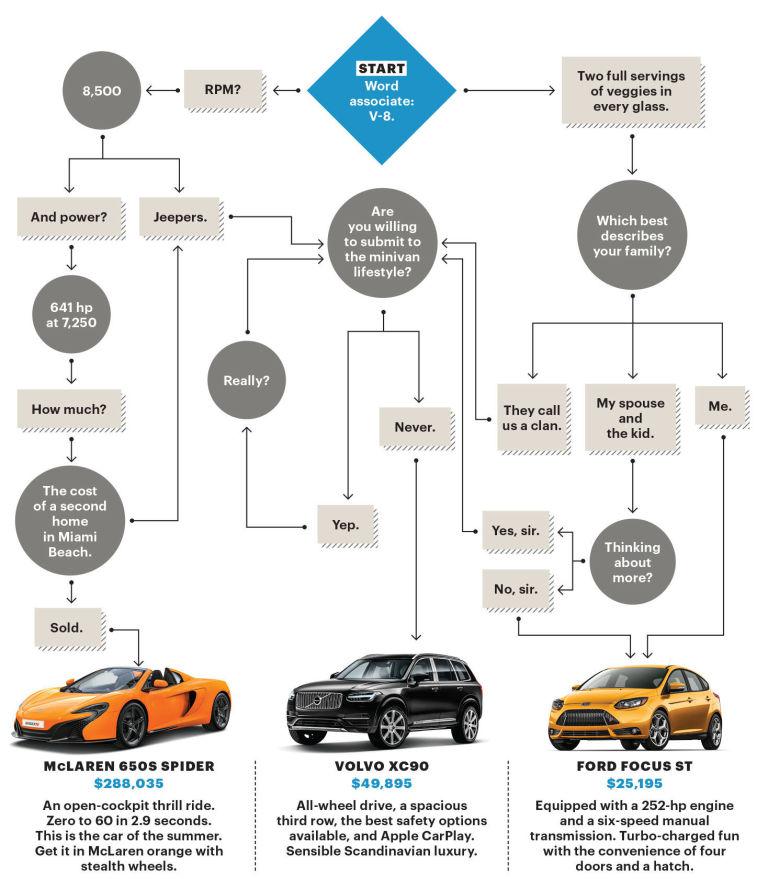 START
Word
associate:
V-8.
RPM?
8,500
Two full servings
of veggies in
every glass.
And power?
Jeepers.
Are
you willing
to submit to
the minivan
lifestyle?
Which best
describes
your family?
641 hp
at 7,250
Really?
How much?
Never.
They call
us a clan.
My spouse
and
the kid.
Me.
The cost
of a second
home
in Miami
Beach.
Yep.
Yes, sir.
Thinking
about
more?
No, sir.
Sold.
McLAREN 650S SPIDER
$288,035
An open-cockpit thrill ride.
Zero to 60 in 2.9 seconds.
This is the car of the summer.
Get it in McLaren orange with
stealth wheels.
VOLVO XC90
$49,895
All-wheel drive, a spacious
third row, the best safety options
available, and Apple CarPlay.
Sensible Scandinavian luxury.
FORD FOCUS ST
$25,195
Equipped with a 252-hp engine
and a six-speed manual
transmission. Turbo-charged fun
with the convenience of four
doors and a hatch.